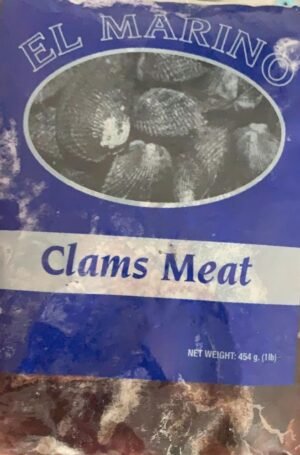 EL MARINO
Clams Meat
NET WEIGHT: 454 g. (1lb)